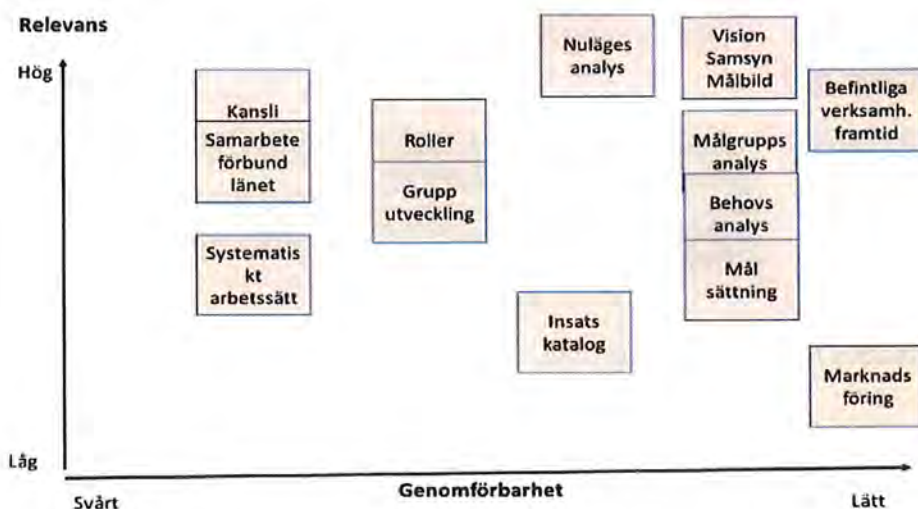 Relevans
Hög
Kansli
Samarbete
förbund
länet
Systematis
kt
arbetssätt
Roller
Grupp
utveckling
Nuläges
analys
Insats
katalog
Vision
Samsyn
Målbild
Målgrupps
analys
Behovs
analys
Mål
sättning
Befintliga
verksamh.
framtid
Marknads
föring
Låg
Svårt
Genomförbarhet
Lätt